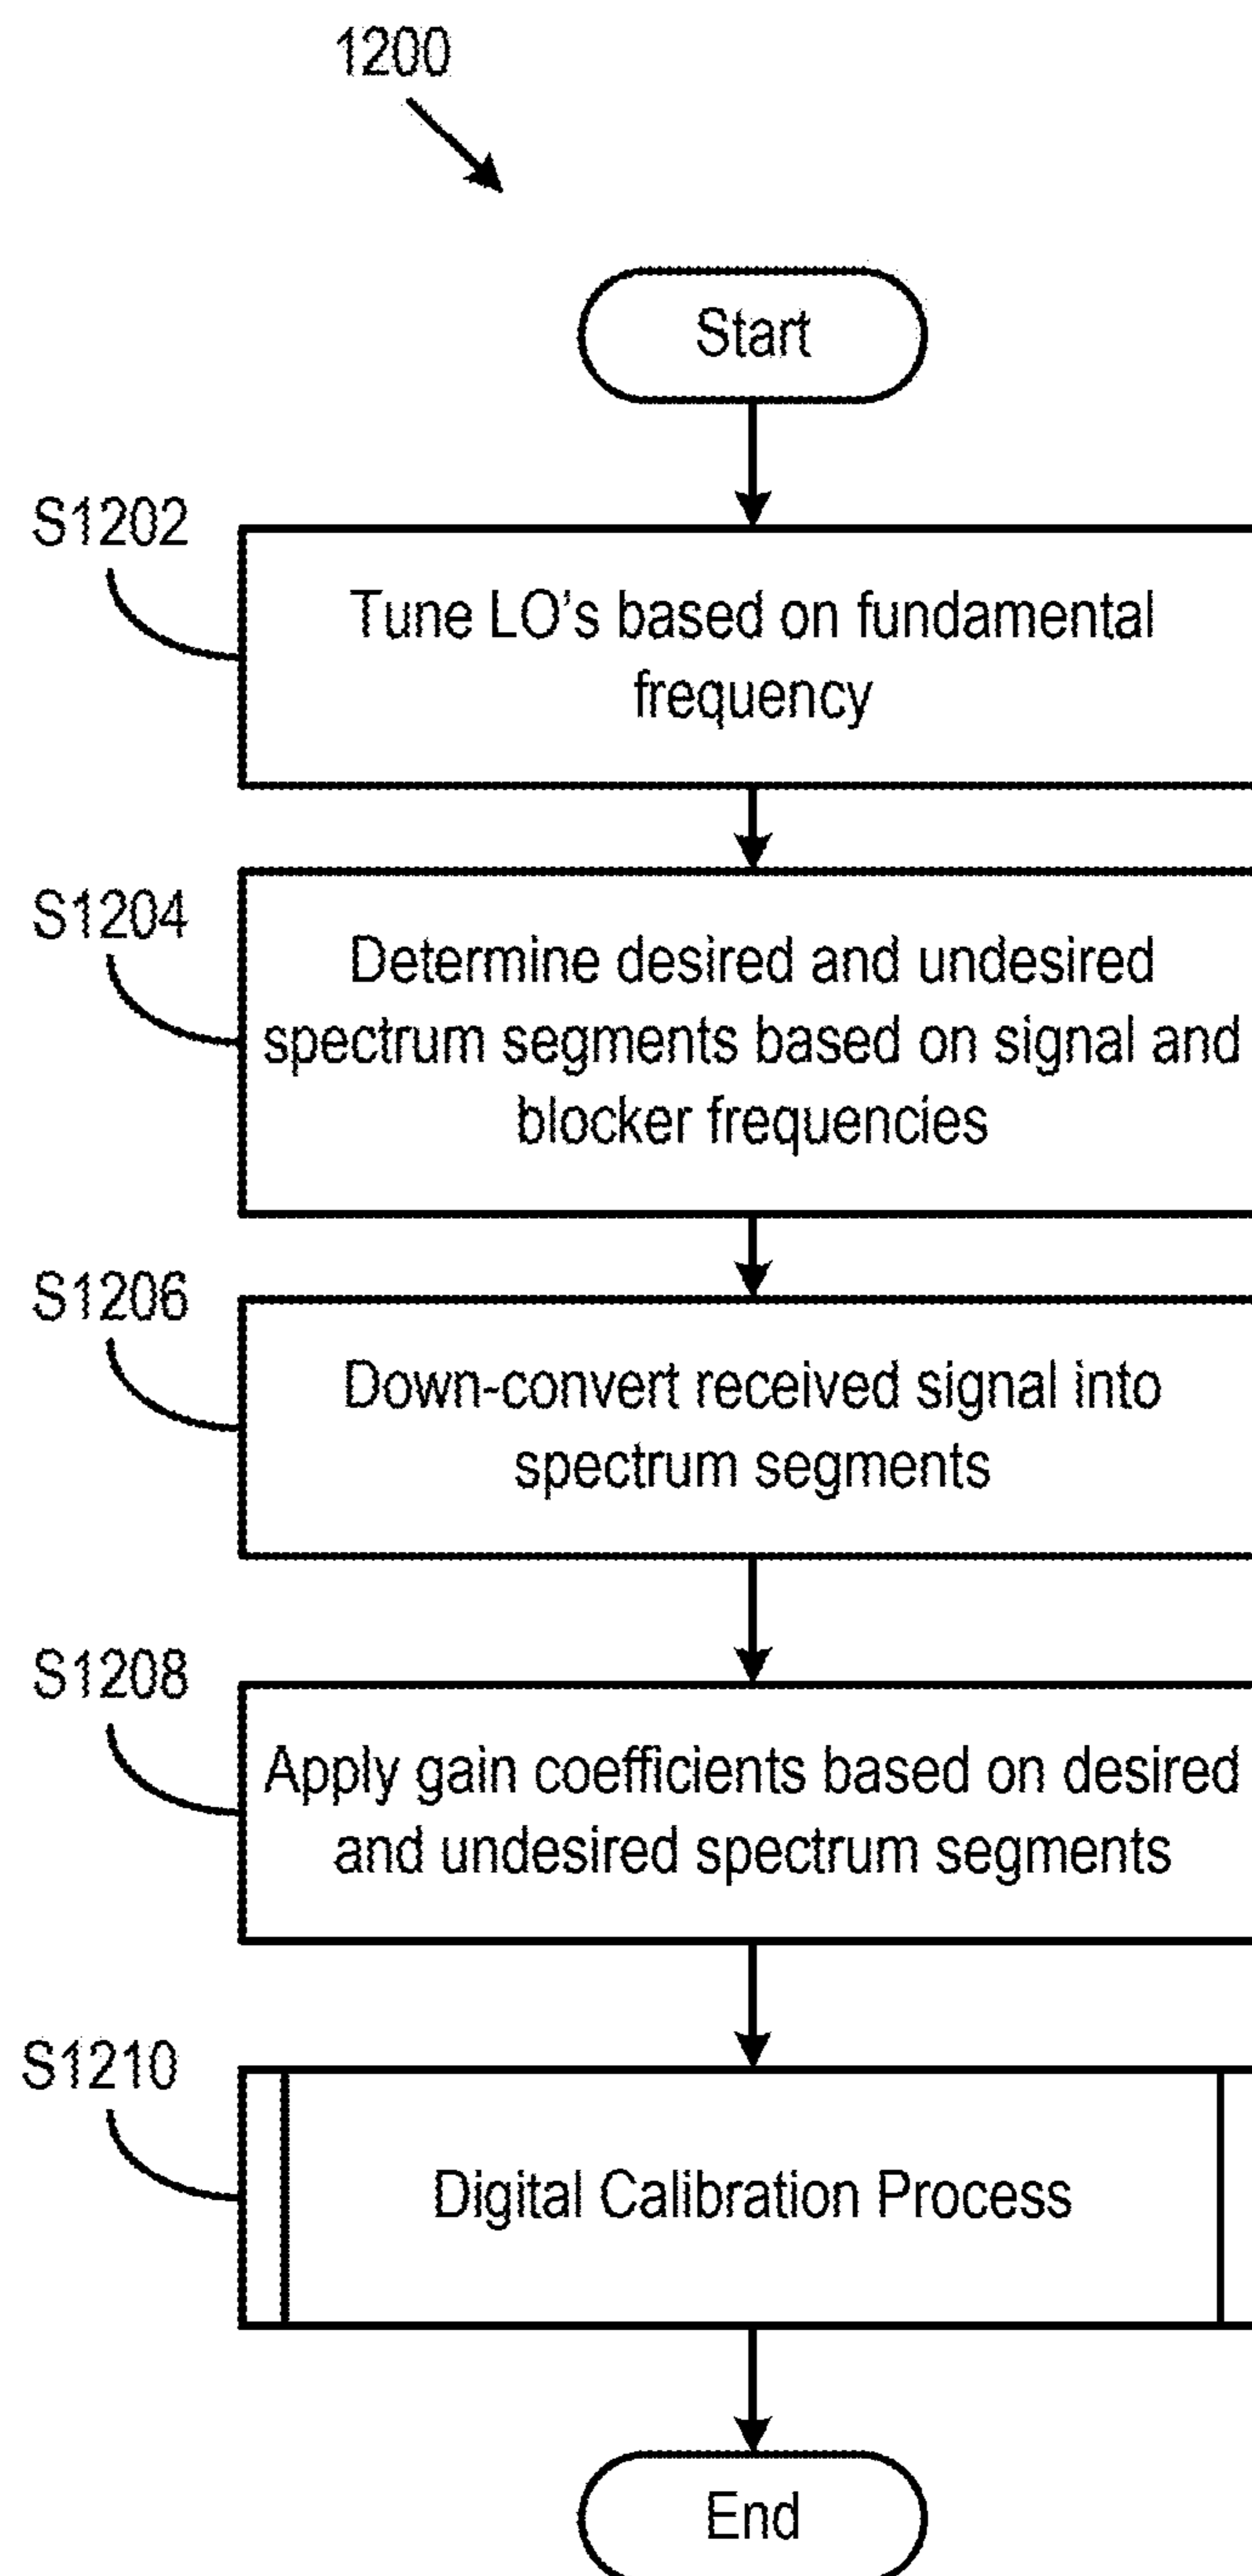 1200
Start
S1202
Tune LO's based on fundamental
frequency
S1204
Determine desired and undesired
spectrum segments based on signal and
blocker frequencies
S1206
Down-convert received signal into
spectrum segments
S1208
Apply gain coefficients based on desired
and undesired spectrum segments
S1210
Digital Calibration Process
End